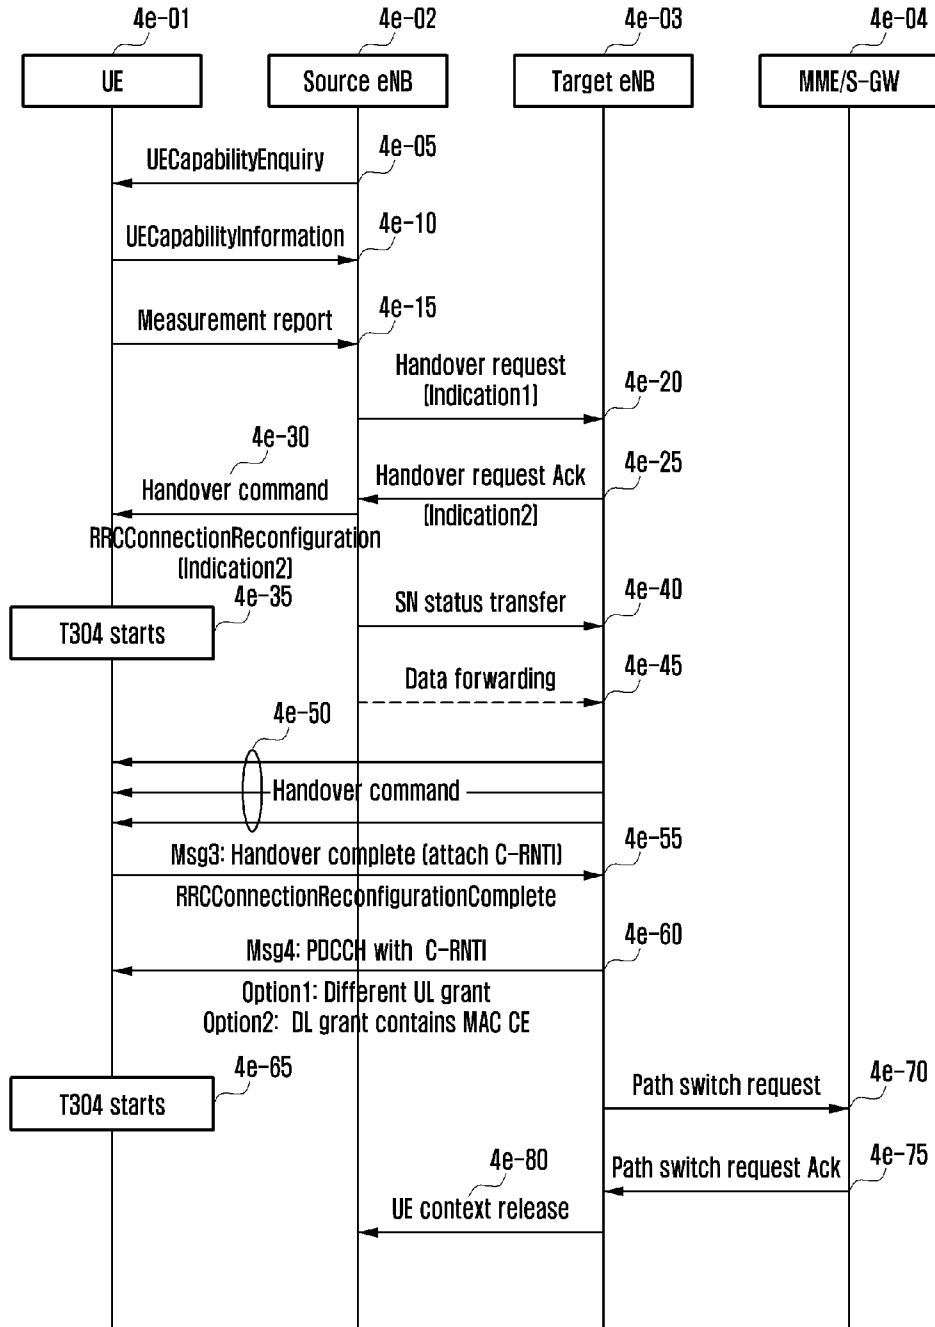 4e-01
4e-02
4e-03
4e-04
UE
Source eNB
Target eNB
MME/S-GW
4e-05
UECapabilityEnquiry
4e-10
UECapabilityInformation
4e-15
Measurement report
Handover request
(Indication1)
4e-20
4e-30
4e-25
Handover request Ack
Handover command
(Indication2)
RRCConnectionReconfiguration
(Indication2)
4e-35
4e-40
SN status transfer
T304 starts
4e-45
Data forwarding
4e-50
Handover command
4e-55
Msg3: Handover complete (attach C-RNTI)
RRCConnectionReconfigurationComplete
4e-60
Msg4: PDCCH with C-RNTI
Option1: Different UL grant
Option2: DL grant contains MAC CE
4e-65
4e-70
Path switch request
T304 starts
4e-80
4e-75
Path switch request Ack
UE context release